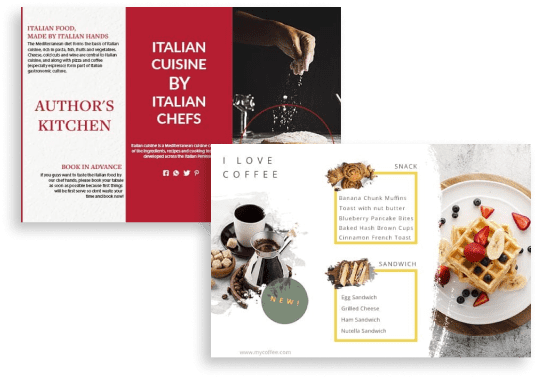 ITALIAN FOOD,
MADE BY ITALIAN HANDS
The Mediterranean diet forms the basis of Italian
cuisine, rich in pasta, fish, fruits and vegetables.
Cheese, cold cuts and wine are central to Italian
cuisine, and along with pizza and coffee
(especially espresso) form part of Italian
gastronomic culture.
AUTHOR'S
KITCHEN
BOOK IN ADVANCE
If you guys want to taste the Italian food by
our chef hands, please book your table
as soon as possible because first things
will be first serve so don't waste your
time and book now!
ITALIAN
CUISINE
BY
ITALIAN
CHEFS
Italian cuisine is a Mediterranean cuisine
of the ingredients, recipes and cooking
developed across the Italian
I LOVE
COFFEE
NEW!
www.mycoffee.com
SNACK
Banana Chunk Muffins
Toast with nut butter
Blueberry Pancake Bites
Baked Hash Brown Cups
Cinnamon French Toast
SANDWICH
Egg Sandwich
Grilled Cheese
Ham Sandwich
Nutella Sandwich